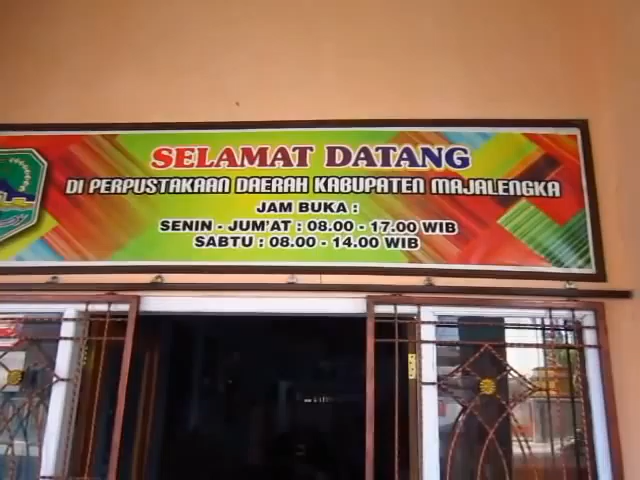 SELAMAT DATANG
DI PERPUSTAKAAN DAERAH KABUPATEN MAJALENGKA
JAM BUKA :
SENIN - JUM'AT : 08.00 - 17.00 WIB
SABTU : 08.00 - 14.00 WIB